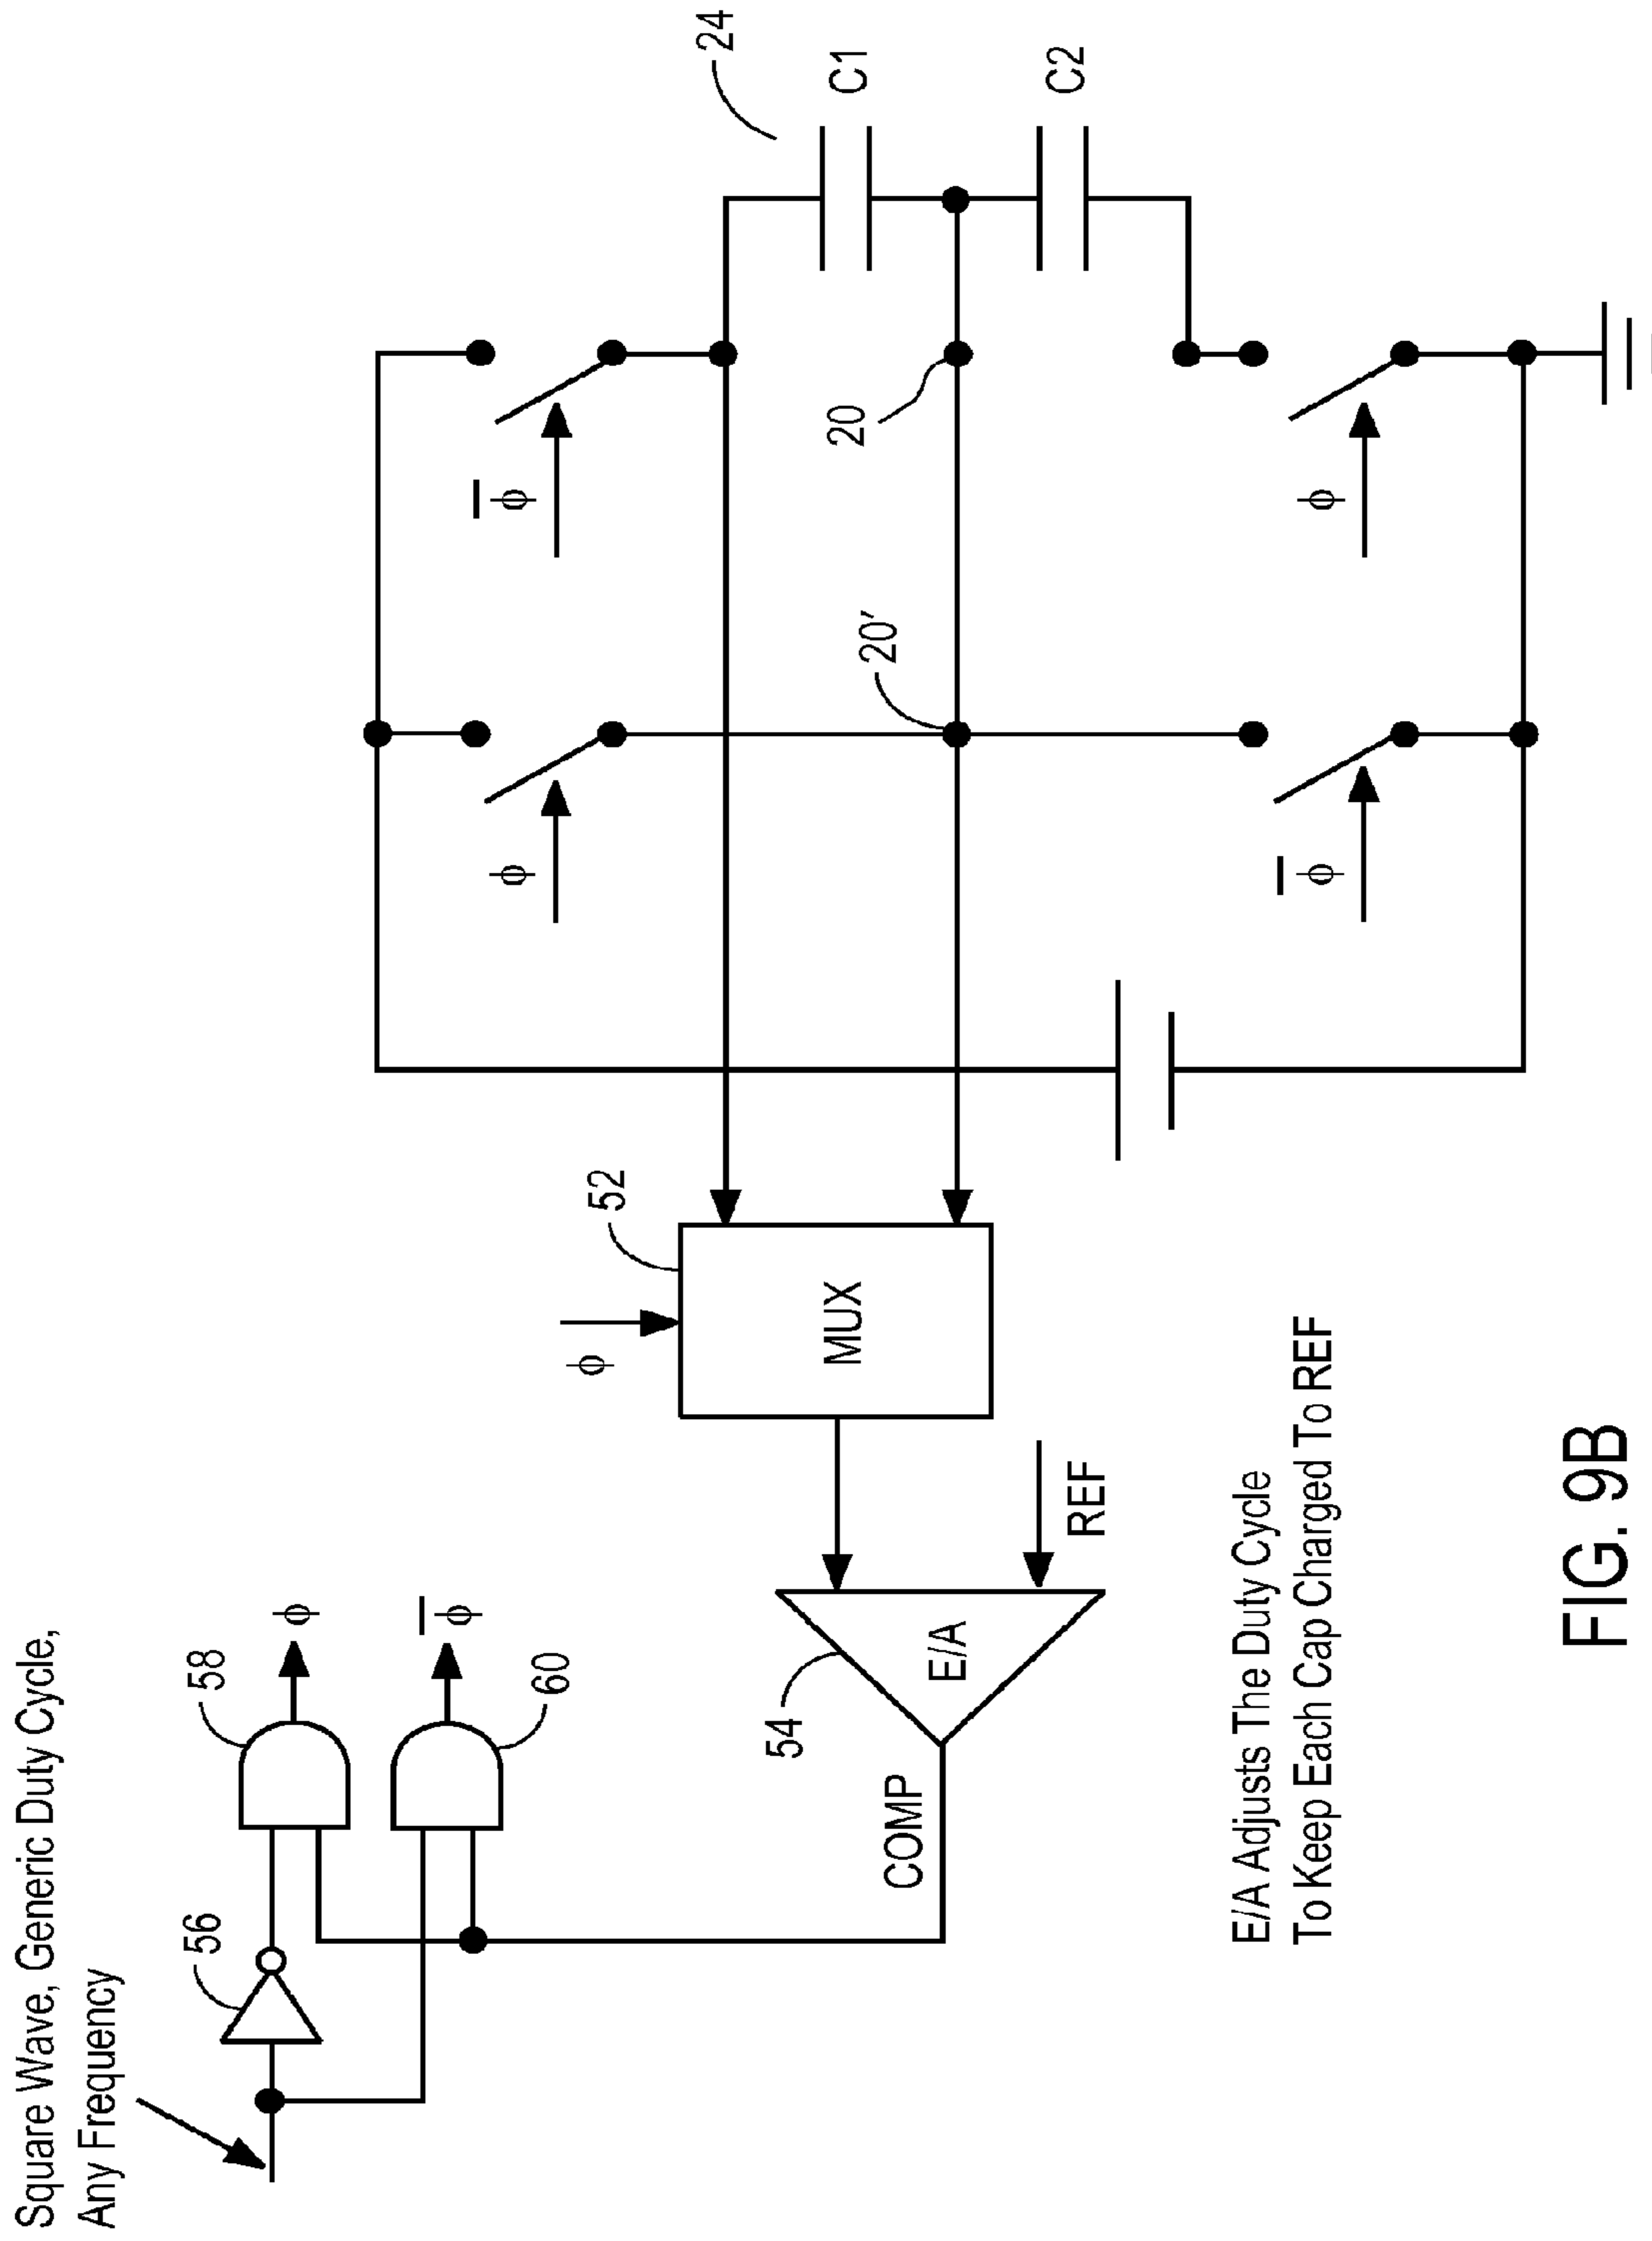 Square Wave, Generic Duty Cycle,
Any Frequency
56
58
ϕ
ϕ̅
60
COMP
54
E/A
REF
MUX
52
ϕ
ϕ
ϕ̅
ϕ̅
ϕ
20′
20
24
C1
C2
E/A Adjusts The Duty Cycle
To Keep Each Cap Charged To REF
FIG. 9B